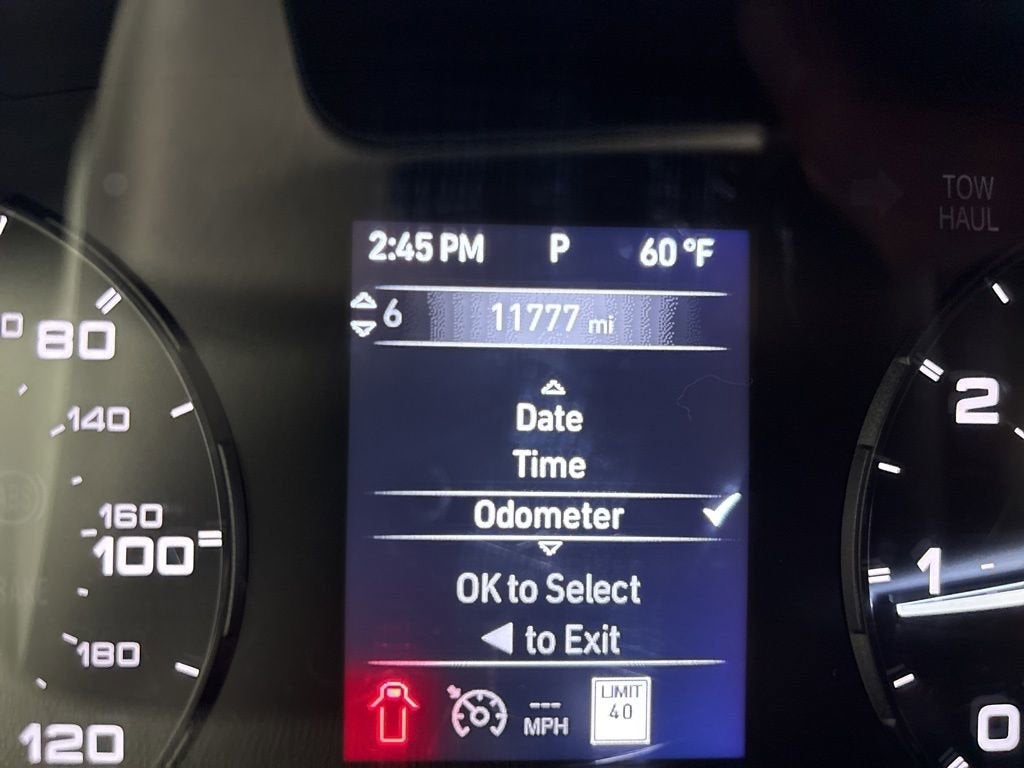 2:45 PM P 60 °F
6 11777 mi
Date
Time
Odometer
OK to Select
to Exit
MPH
LIMIT
40
TOW
HAUL
80
140
160
100
180
120
2
1
0